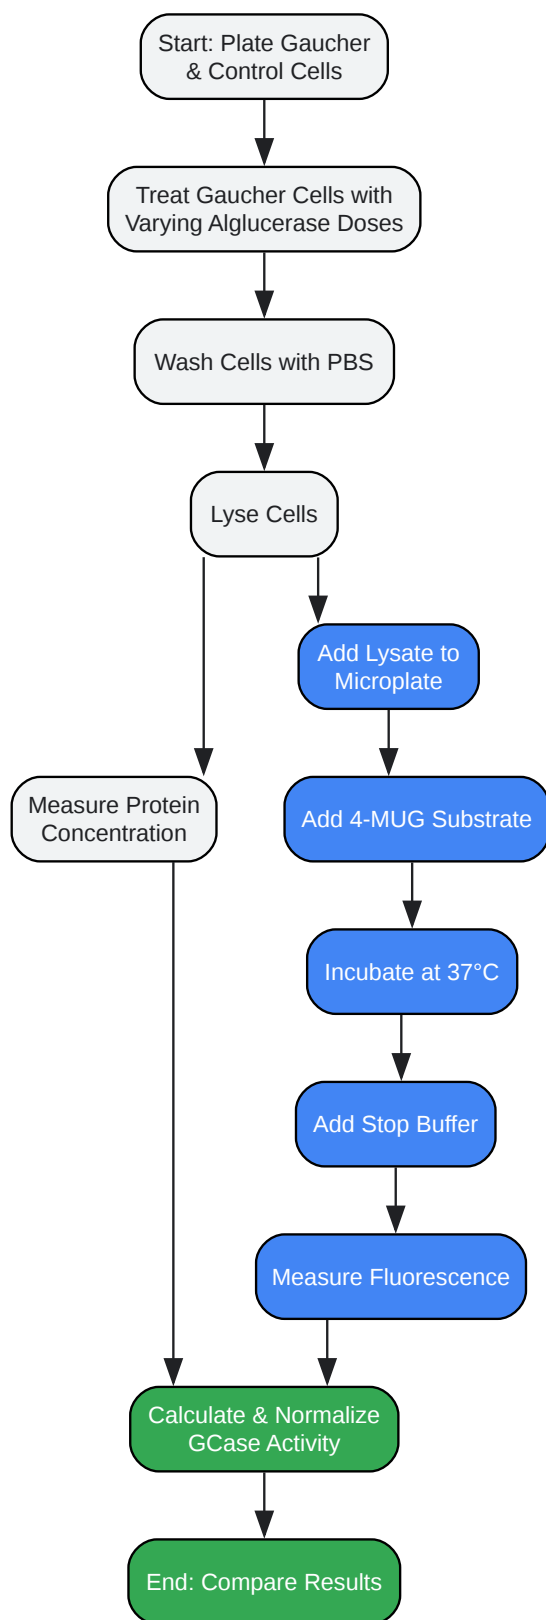 Start: Plate Gaucher
& Control Cells
Treat Gaucher Cells with
Varying Alglucerase Doses
Wash Cells with PBS
Lyse Cells
Add Lysate to
Microplate
Measure Protein
Concentration
Add 4-MUG Substrate
Incubate at 37°C
Add Stop Buffer
Measure Fluorescence
Calculate & Normalize
GCase Activity
End: Compare Results